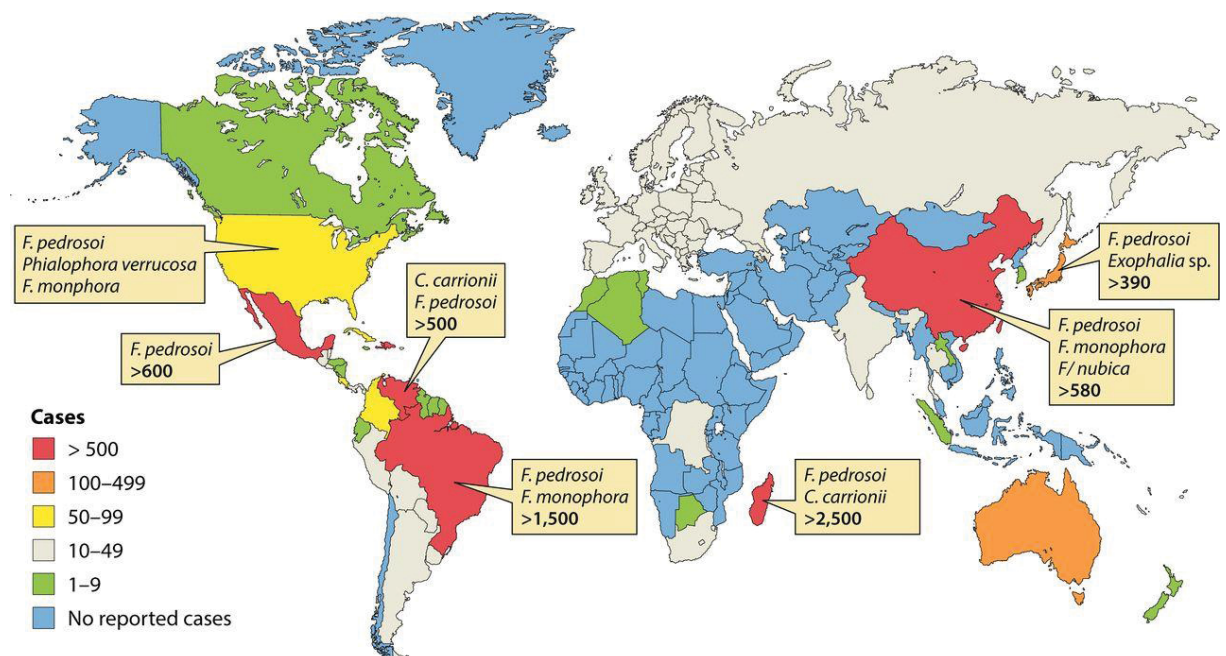 F. pedrosoi
Phialophora verrucosa
F. monphora
F. pedrosoi
>600
C. carrionii
F. pedrosoi
>500
F. pedrosoi
F. monophora
>1,500
F. pedrosoi
C. carrionii
>2,500
F. pedrosoi
Exophalia sp.
>390
F. pedrosoi
F. monophora
F/ nubica
>580
Cases
> 500
100–499
50–99
10–49
1–9
No reported cases